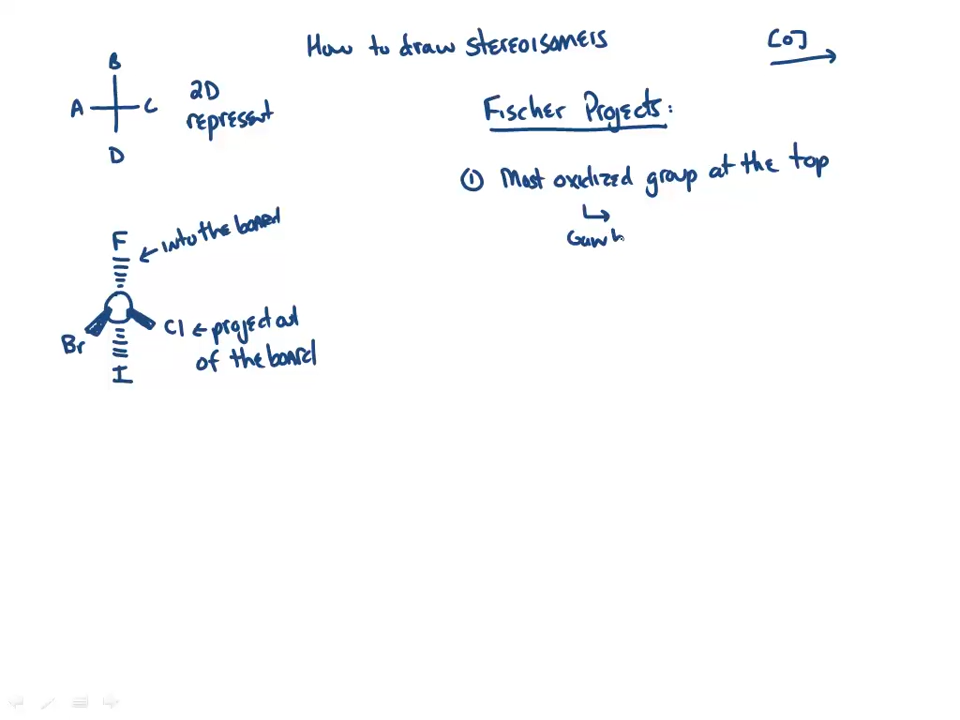 How to draw stereoisomers
[O]
B
A C
D
2D
represent
Fischer Projects:
① Most oxidized group at the top
F
← into the board
Br
Cl ← project out
of the board
I